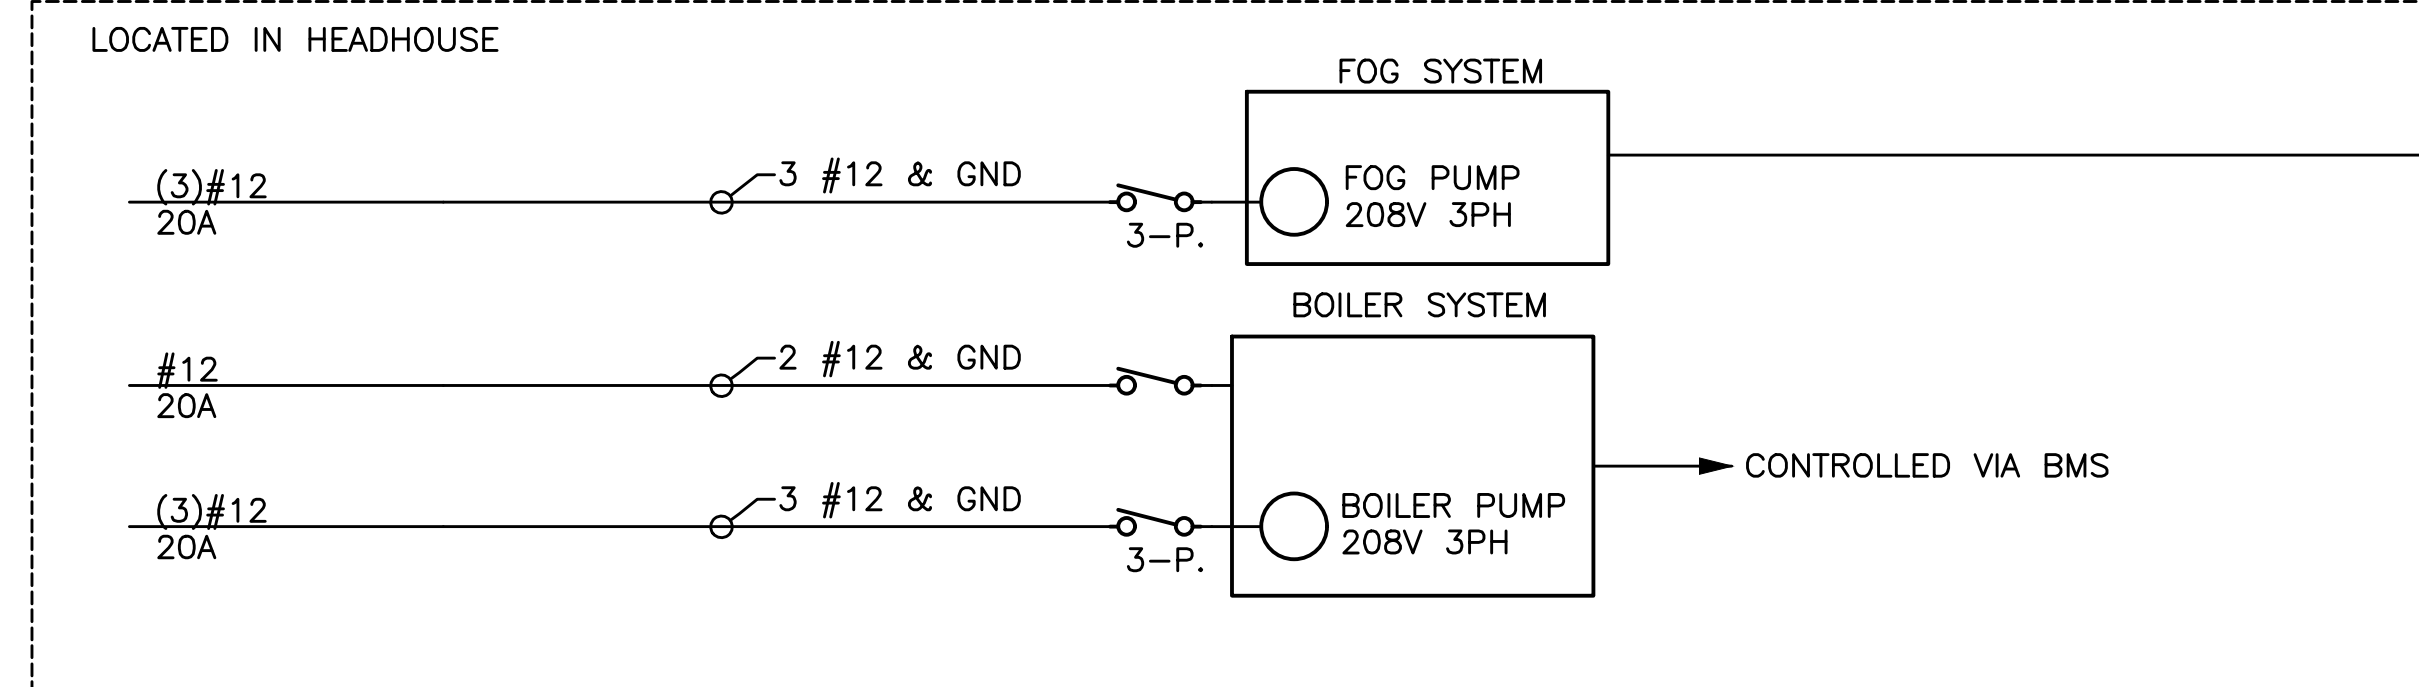 LOCATED IN HEADHOUSE
FOG SYSTEM
(3)#12
20A
3 #12 & GND
3-P.
FOG PUMP
208V 3PH
BOILER SYSTEM
#12
20A
2 #12 & GND
CONTROLLED VIA BMS
(3)#12
20A
3 #12 & GND
3-P.
BOILER PUMP
208V 3PH